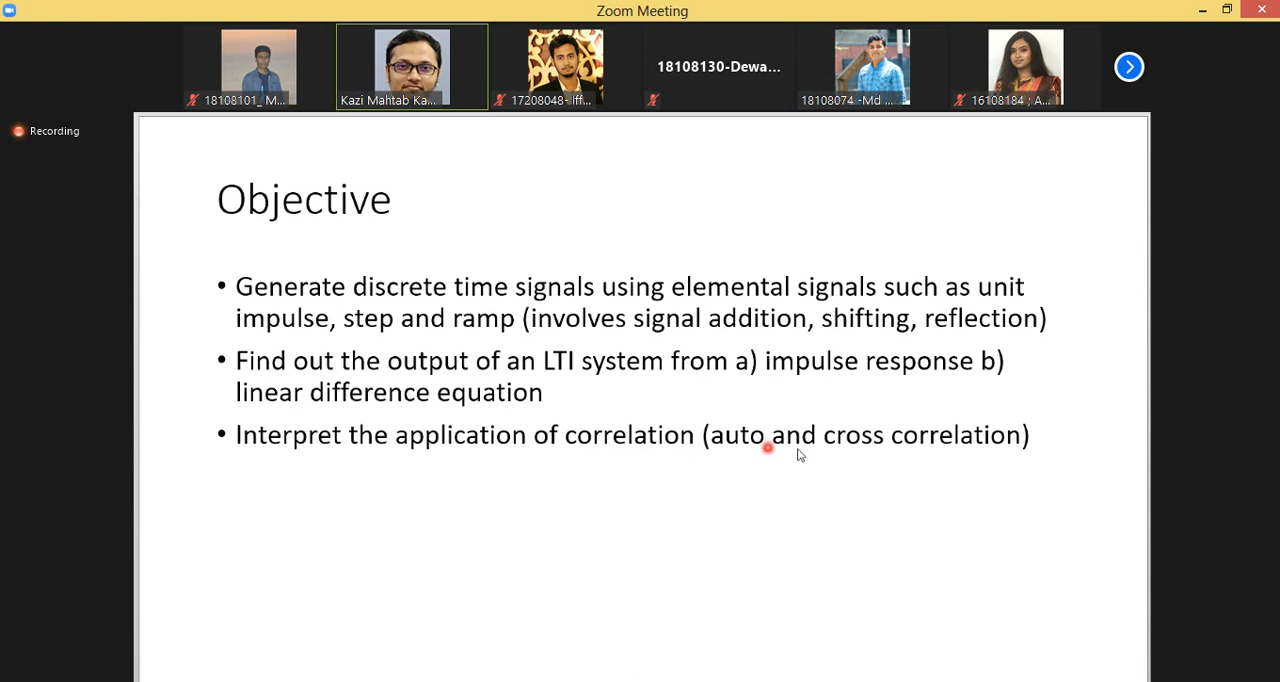 Zoom Meeting
18108101_ M...
Kazi Mahtab Ka...
17208048- Iff...
18108130-Dewa...
18108074 -Md ...
16108184 ; A...
Recording
Objective
• Generate discrete time signals using elemental signals such as unit
impulse, step and ramp (involves signal addition, shifting, reflection)
• Find out the output of an LTI system from a) impulse response b)
linear difference equation
• Interpret the application of correlation (auto and cross correlation)